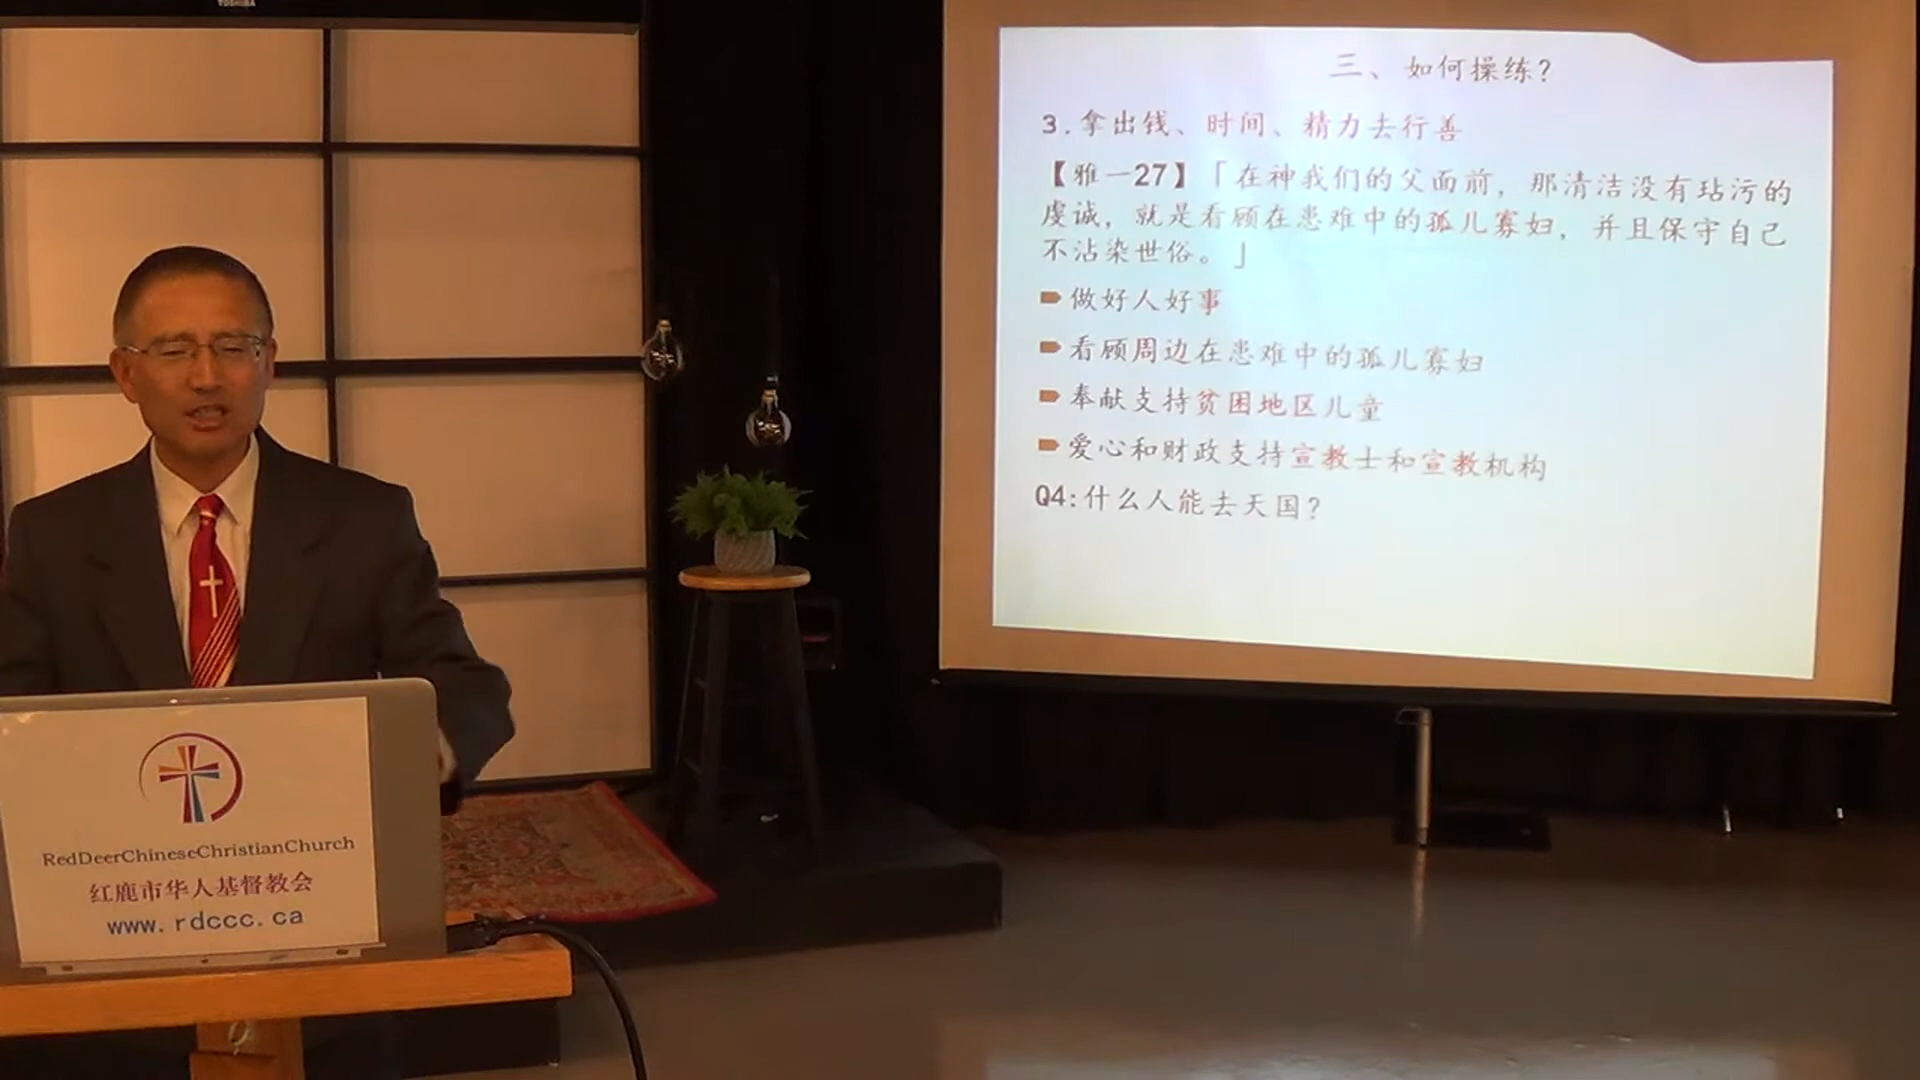 TOSHIBA
三、如何操练?
3.拿出钱、时间、精力去行善
【雅一27】「在神我们的父面前，那清洁没有玷污的
虔诚，就是看顾在患难中的孤儿寡妇，并且保守自己
不沾染世俗。」
做好人好事
看顾周边在患难中的孤儿寡妇
奉献支持贫困地区儿童
爱心和财政支持宣教士和宣教机构
Q4:什么人能去天国?
RedDeerChineseChristianChurch
红鹿市华人基督教会
www.rdccc.ca